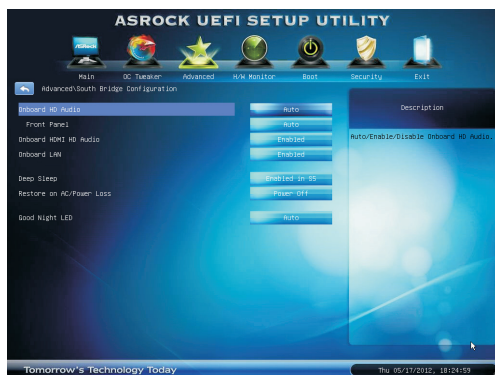 ASROCK UEFI SETUP UTILITY
ASRock
Main OC Tweaker Advanced H/W Monitor Boot Security Exit
Advanced\South Bridge Configuration
Description
Onboard HD Audio Auto
Front Panel Auto
Onboard HDMI HD Audio Enabled
Auto/Enable/Disable Onboard HD Audio.
Onboard LAN Enabled
Deep Sleep Enabled in S5
Restore on AC/Power Loss Power Off
Good Night LED Auto
Tomorrow's Technology Today
Thu 05/17/2012, 18:24:59